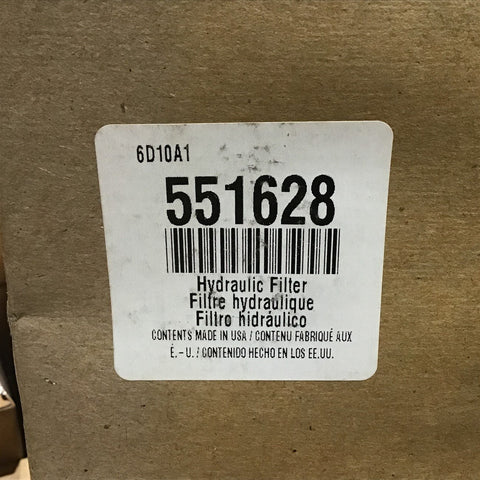 6D10A1
551628
Hydraulic Filter
Filtre hydraulique
Filtro hidráulico
CONTENTS MADE IN USA / CONTENU FABRIQUÉ AUX
É. – U. / CONTENIDO HECHO EN LOS EE.UU.